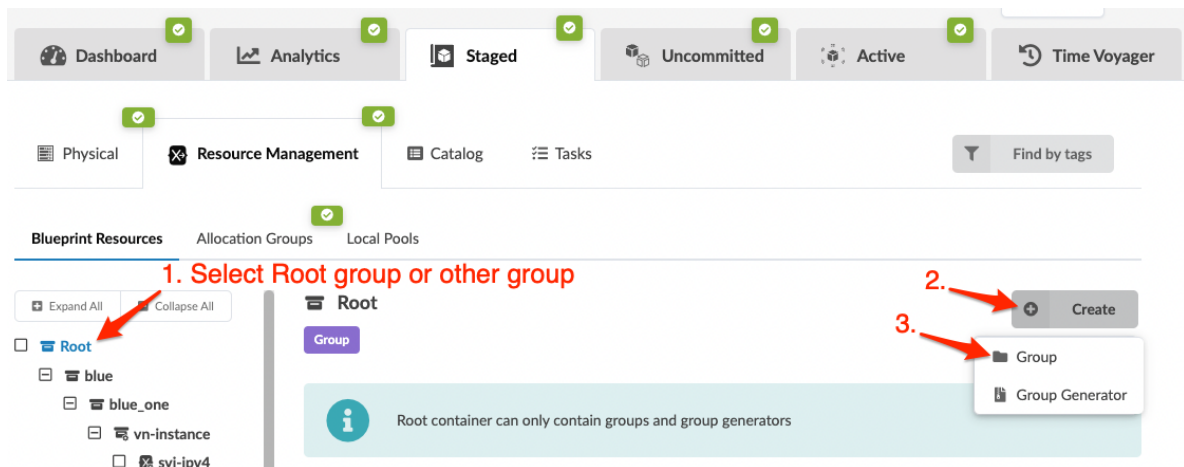 Dashboard
Analytics
Staged
Uncommitted
Active
Time Voyager
Physical
Resource Management
Catalog
Tasks
Find by tags
Blueprint Resources
Allocation Groups
Local Pools
1. Select Root group or other group
Expand All
Collapse All
Root
2.
Create
Group
3.
Group
Root
Group Generator
blue
blue_one
Root container can only contain groups and group generators
vn-instance
svi-ipv4